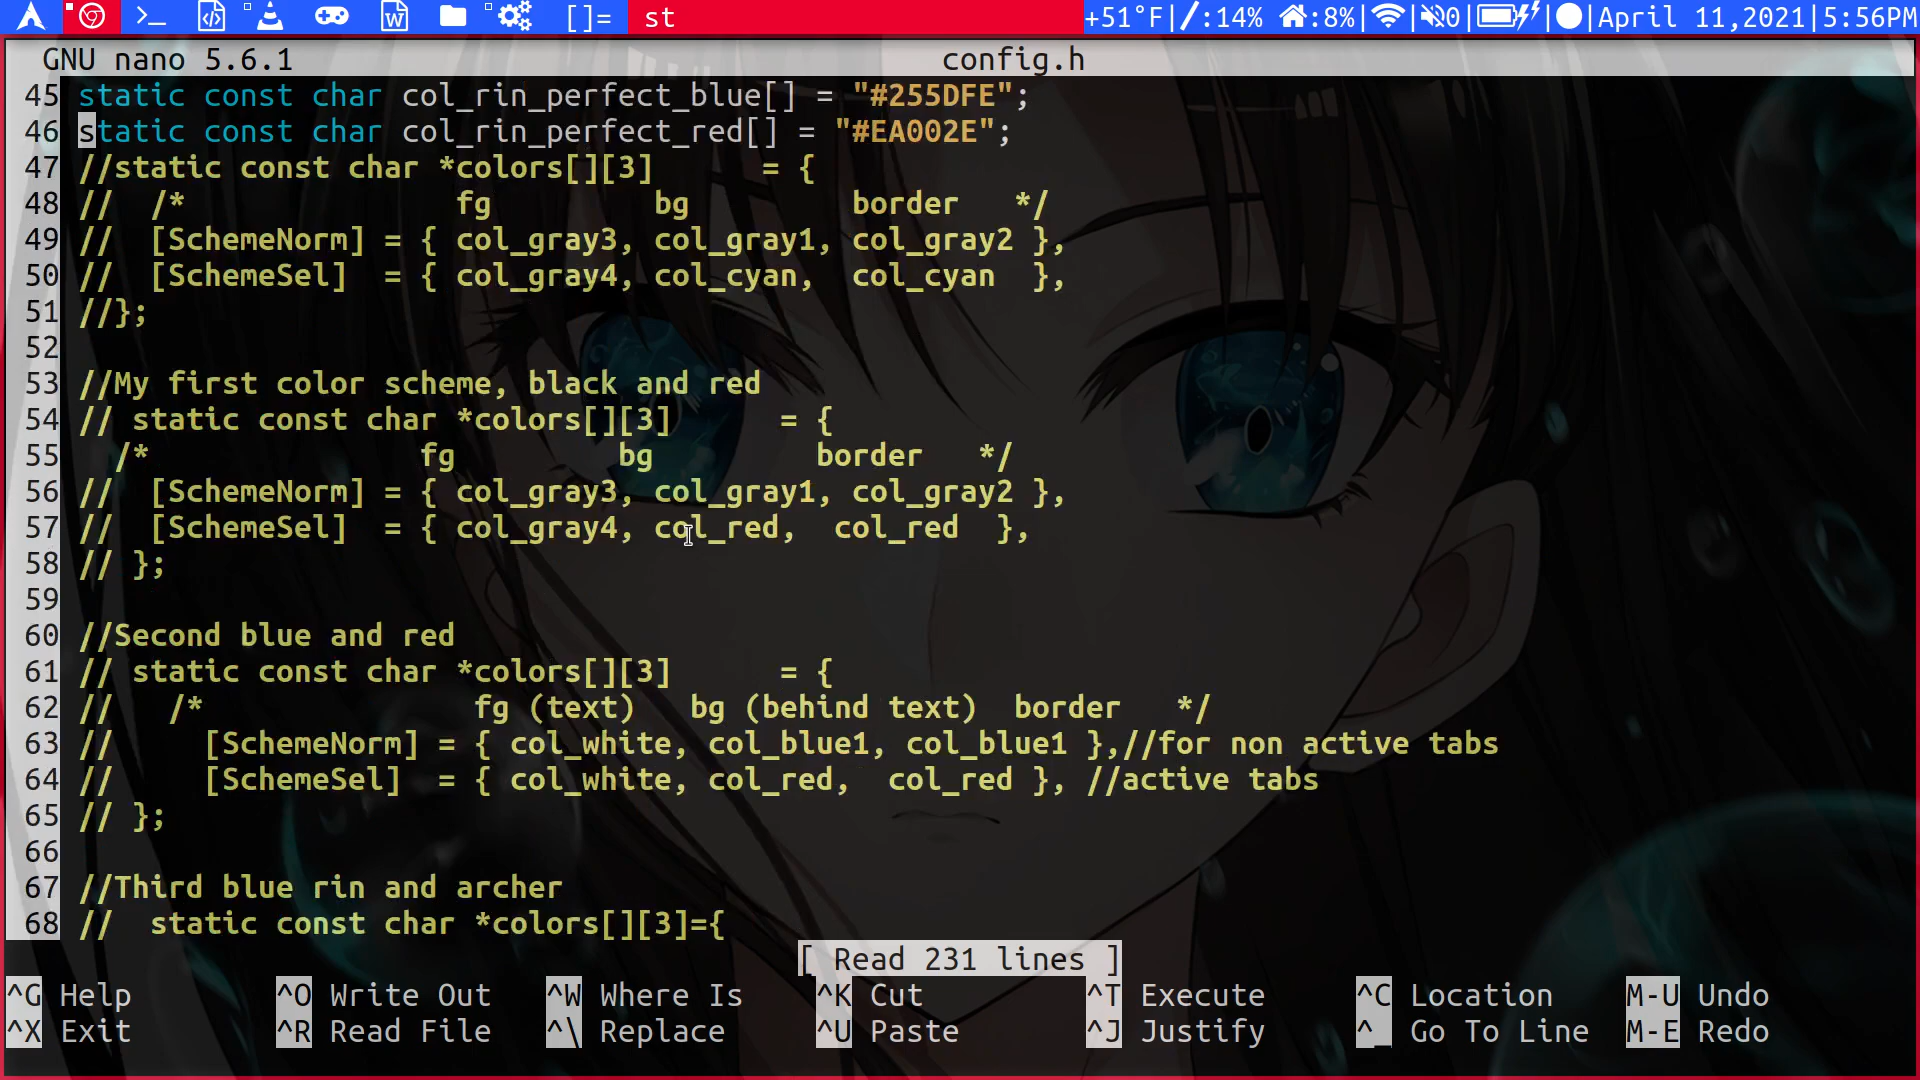 []= st +51°F|/:14% :8%| | 0| | |April 11,2021|5:56PM
GNU nano 5.6.1 config.h
45 static const char col_rin_perfect_blue[] = "#255DFE";
46 static const char col_rin_perfect_red[] = "#EA002E";
47 //static const char *colors[][3]      = {
48 //  /*               fg         bg         border   */
49 //  [SchemeNorm] = { col_gray3, col_gray1, col_gray2 },
50 //  [SchemeSel]  = { col_gray4, col_cyan,  col_cyan  },
51 //};
52
53 //My first color scheme, black and red
54 // static const char *colors[][3]      = {
55   /*               fg         bg         border   */
56 //  [SchemeNorm] = { col_gray3, col_gray1, col_gray2 },
57 //  [SchemeSel]  = { col_gray4, col_red,  col_red  },
58 // };
59
60 //Second blue and red
61 // static const char *colors[][3]      = {
62 //   /*               fg (text)   bg (behind text)  border   */
63 //     [SchemeNorm] = { col_white, col_blue1, col_blue1 },//for non active tabs
64 //     [SchemeSel]  = { col_white, col_red,  col_red }, //active tabs
65 // };
66
67 //Third blue rin and archer
68 //  static const char *colors[][3]={
[ Read 231 lines ]
^G Help ^O Write Out ^W Where Is ^K Cut ^T Execute ^C Location M-U Undo
^X Exit ^R Read File ^\ Replace ^U Paste ^J Justify ^_ Go To Line M-E Redo